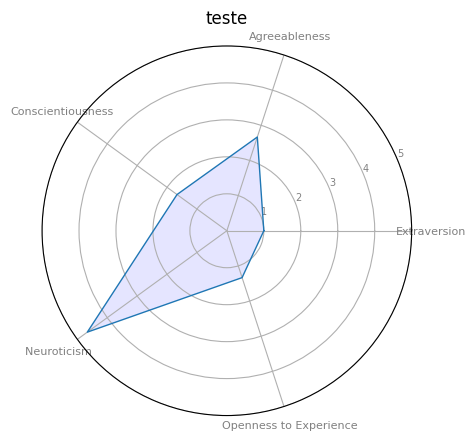 teste
Agreeableness
Conscientiousness
5
4
3
2
1
Extraversion
Neuroticism
Openness to Experience